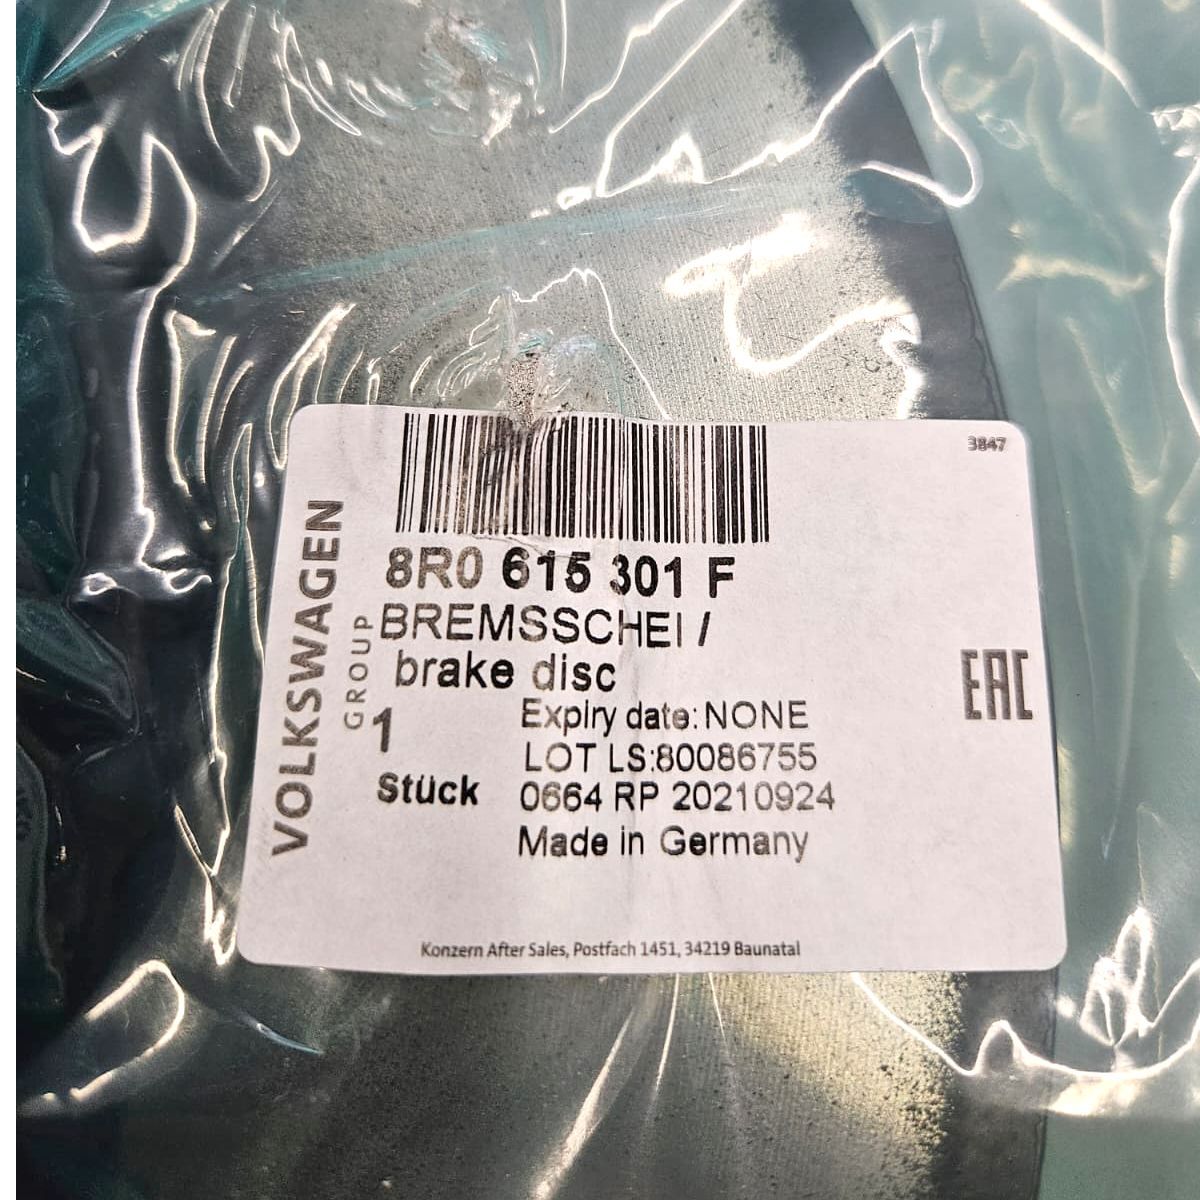 3847
8R0 615 301 F
BREMSSCHEI /
brake disc
1
Stück
Expiry date:NONE
LOT LS:80086755
0664 RP 20210924
Made in Germany
EAC
VOLKSWAGEN
GROUP
Konzern After Sales, Postfach 1451, 34219 Baunatal